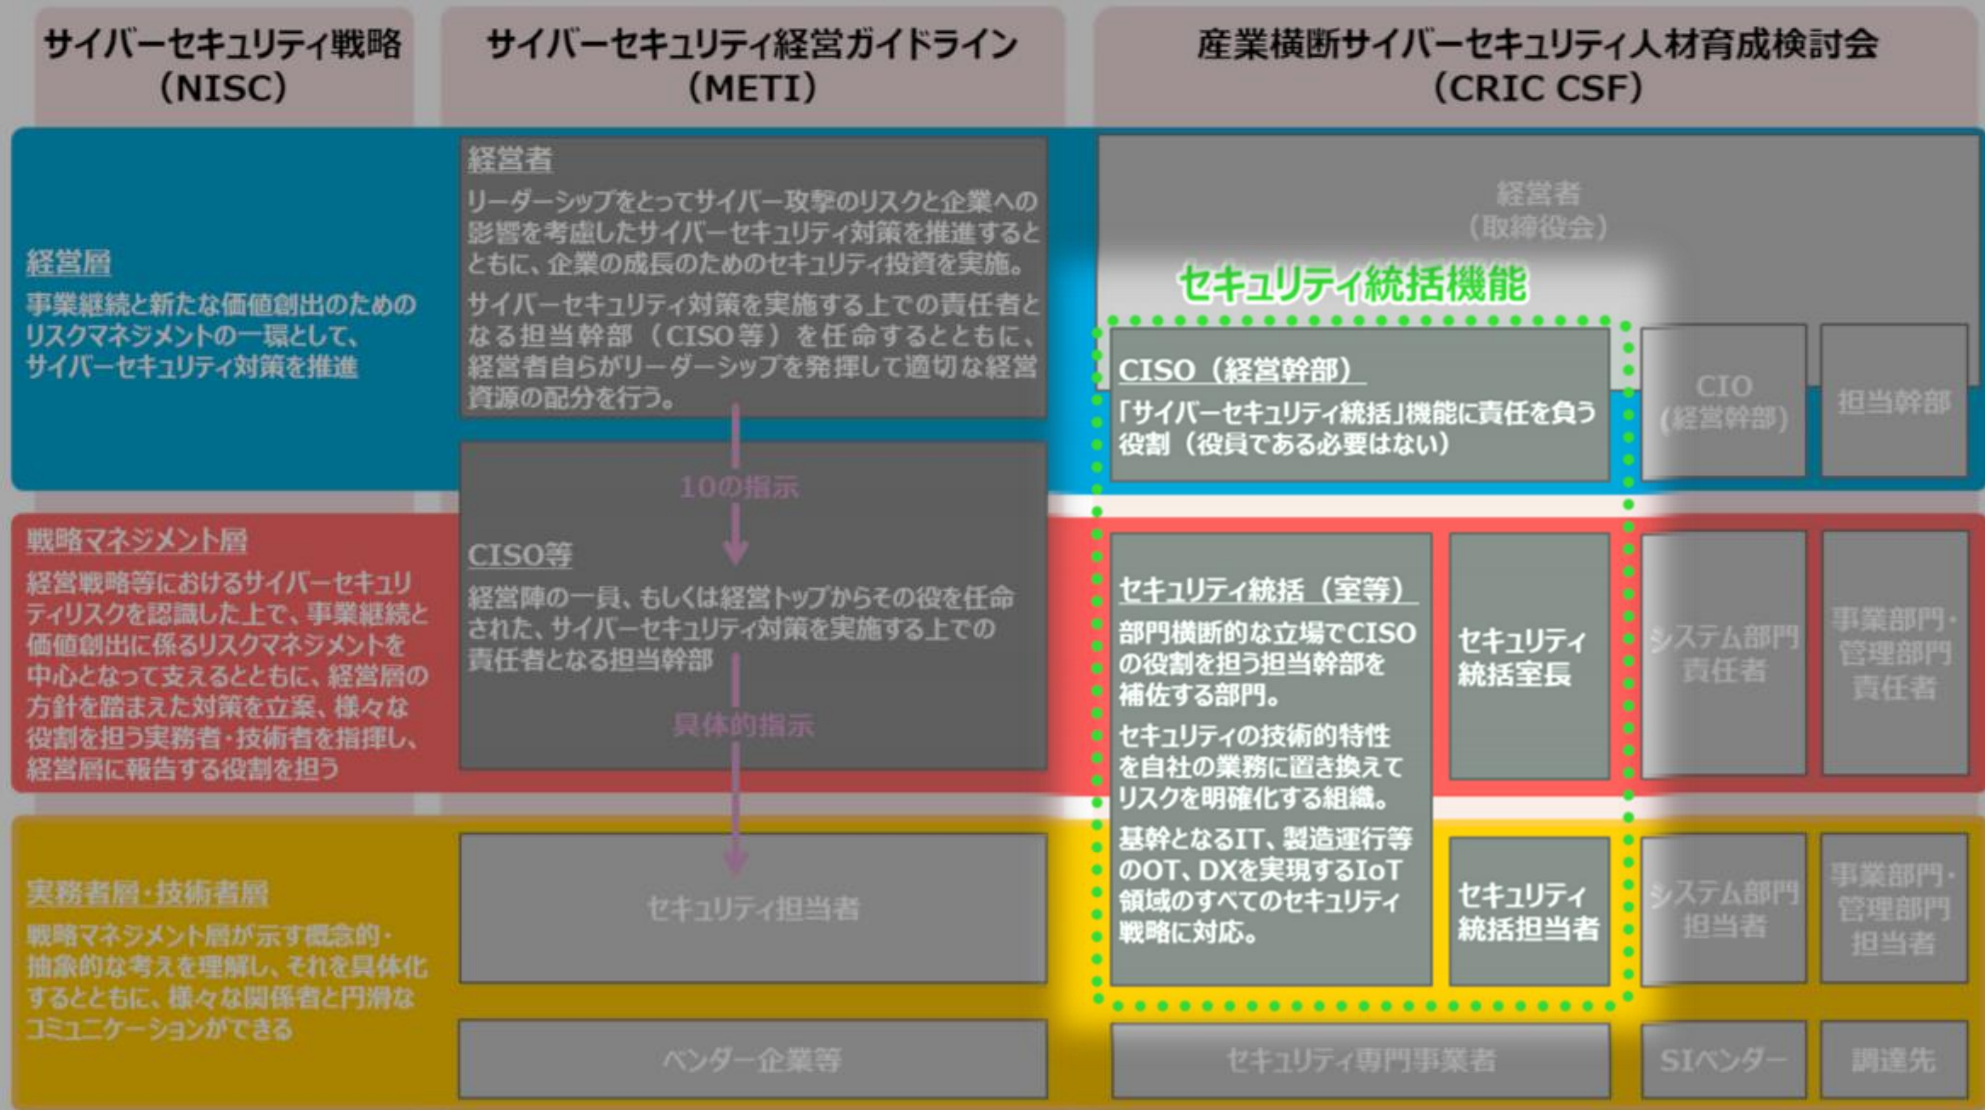 サイバーセキュリティ戦略
（NISC）
サイバーセキュリティ経営ガイドライン
（METI）
産業横断サイバーセキュリティ人材育成検討会
（CRIC CSF）
経営層
事業継続と新たな価値創出のための
リスクマネジメントの一環として、
サイバーセキュリティ対策を推進
経営者
リーダーシップをとってサイバー攻撃のリスクと企業への
影響を考慮したサイバーセキュリティ対策を推進すると
ともに、企業の成長のためのセキュリティ投資を実施。
サイバーセキュリティ対策を実施する上での責任者と
なる担当幹部（CISO等）を任命するとともに、
経営者自らがリーダーシップを発揮して適切な経営
資源の配分を行う。
経営者
（取締役会）
セキュリティ統括機能
CISO（経営幹部）
「サイバーセキュリティ統括」機能に責任を負う
役割（役員である必要はない）
CIO
(経営幹部)
担当幹部
10の指示
戦略マネジメント層
経営戦略等におけるサイバーセキュリ
ティリスクを認識した上で、事業継続と
価値創出に係るリスクマネジメントを
中心となって支えるとともに、経営層の
方針を踏まえた対策を立案、様々な
役割を担う実務者・技術者を指揮し、
経営層に報告する役割を担う
CISO等
経営陣の一員、もしくは経営トップからその役を任命
された、サイバーセキュリティ対策を実施する上での
責任者となる担当幹部
具体的指示
セキュリティ統括（室等）
部門横断的な立場でCISO
の役割を担う担当幹部を
補佐する部門。
セキュリティの技術的特性
を自社の業務に置き換えて
リスクを明確化する組織。
基幹となるIT、製造運行等
のOT、DXを実現するIoT
領域のすべてのセキュリティ
戦略に対応。
セキュリティ
統括室長
システム部門
責任者
事業部門・
管理部門
責任者
実務者層・技術者層
戦略マネジメント層が示す概念的・
抽象的な考えを理解し、それを具体化
するとともに、様々な関係者と円滑な
コミュニケーションができる
セキュリティ担当者
セキュリティ
統括担当者
システム部門
担当者
事業部門・
管理部門
担当者
ベンダー企業等
セキュリティ専門事業者
SIベンダー
調達先